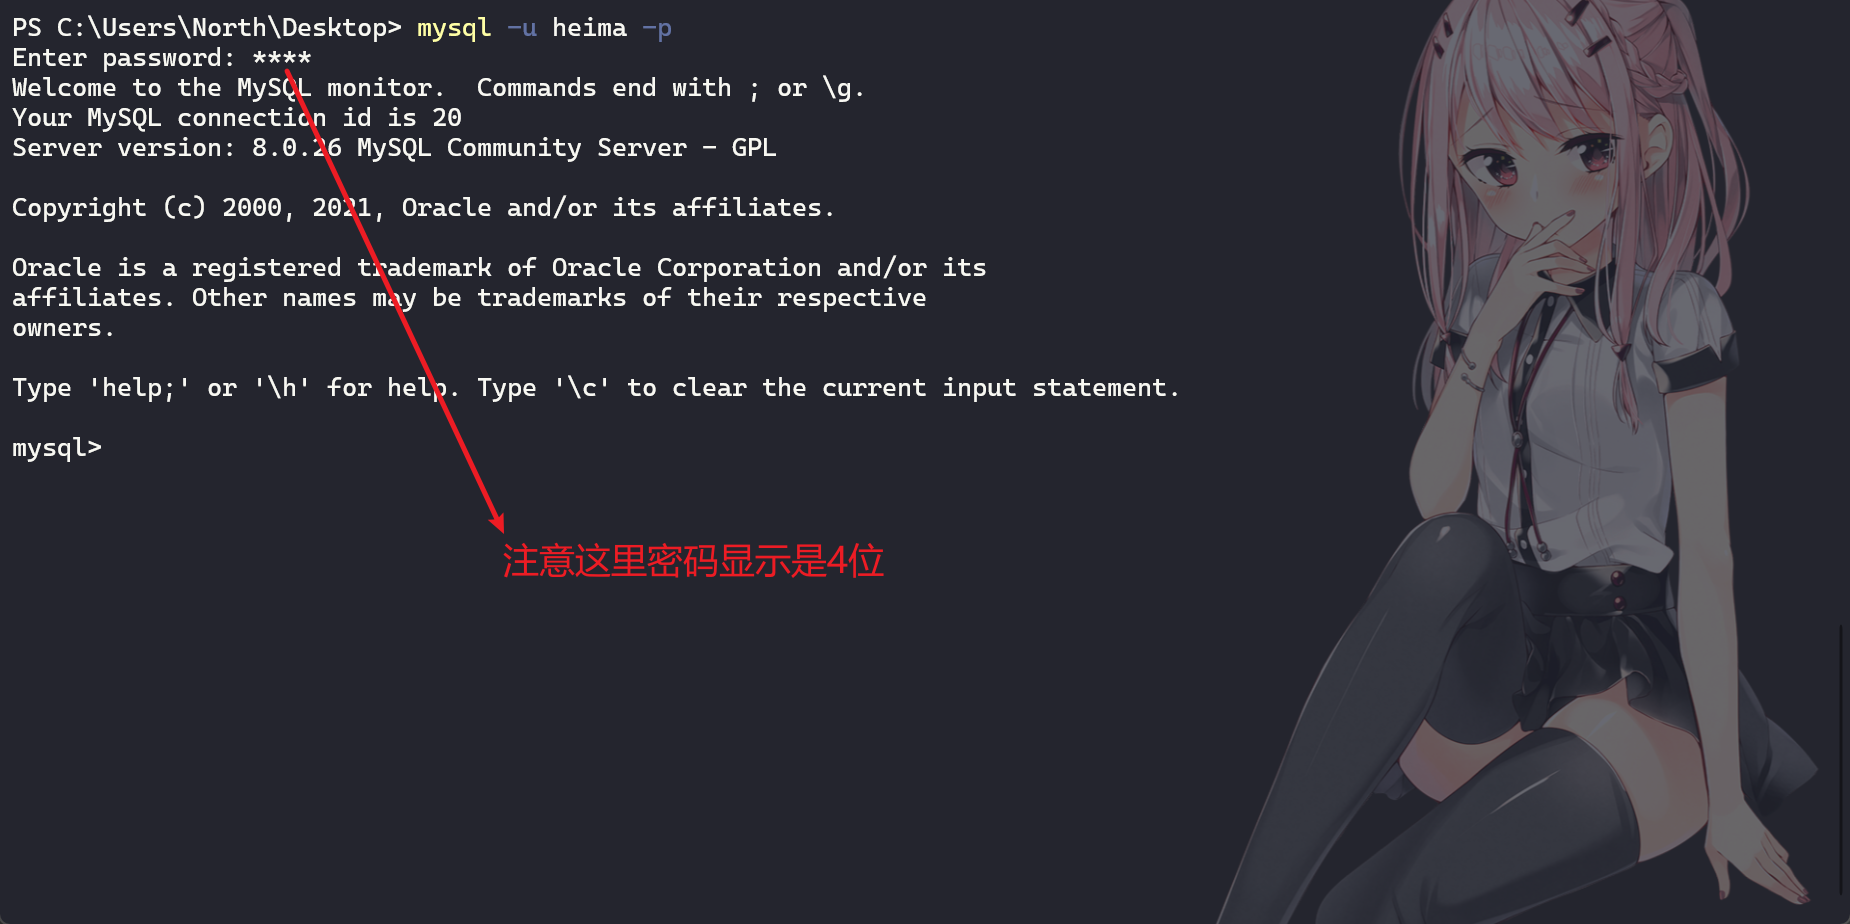 PS C:\Users\North\Desktop> mysql -u heima -p
Enter password: ****
Welcome to the MySQL monitor.  Commands end with ; or \g.
Your MySQL connection id is 20
Server version: 8.0.26 MySQL Community Server - GPL
Copyright (c) 2000, 2021, Oracle and/or its affiliates.
Oracle is a registered trademark of Oracle Corporation and/or its
affiliates. Other names may be trademarks of their respective
owners.
Type 'help;' or '\h' for help. Type '\c' to clear the current input statement.
mysql>
注意这里密码显示是4位